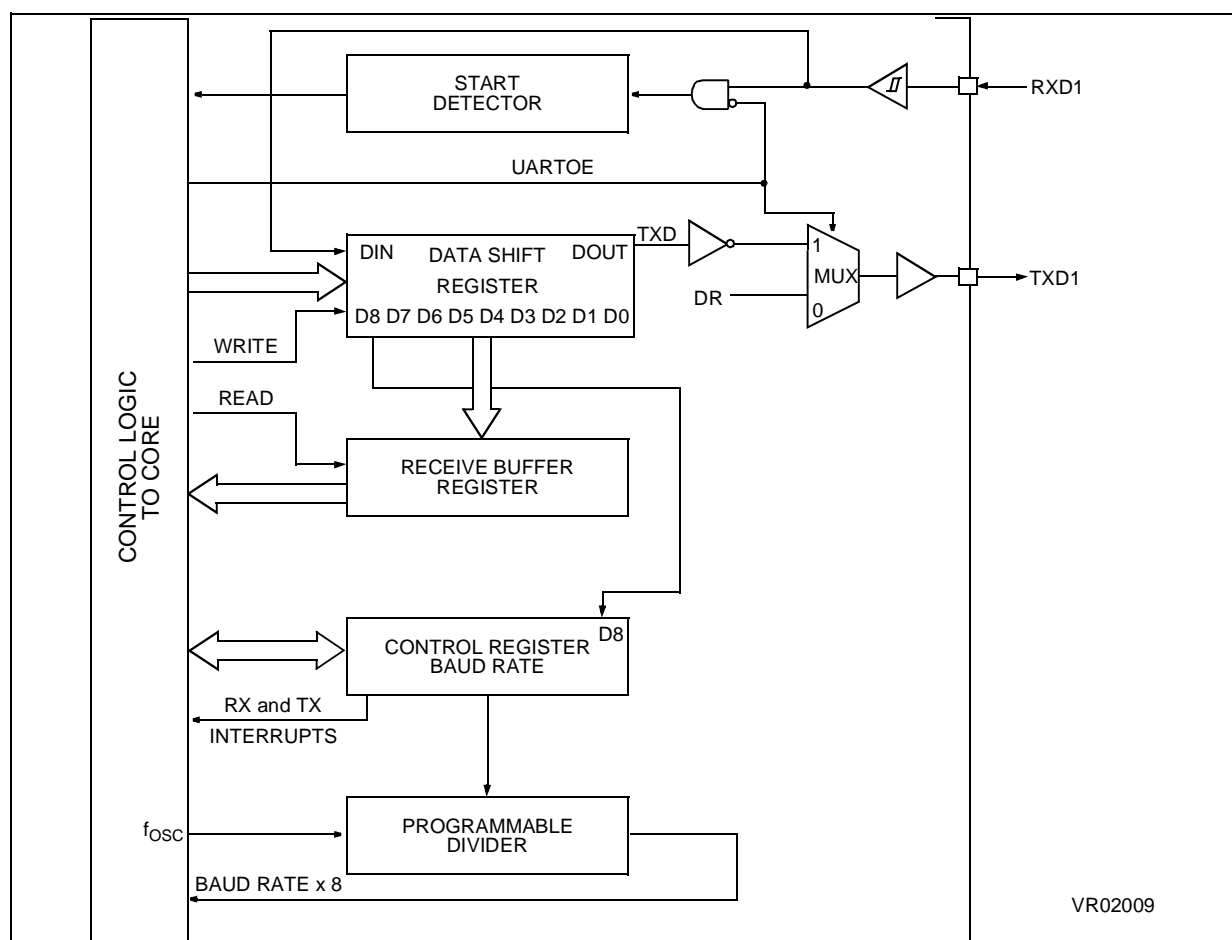 START
DETECTOR
RXD1
UARTOE
TXD
DIN DATA SHIFT DOUT
REGISTER
D8 D7 D6 D5 D4 D3 D2 D1 D0
1
MUX
0
DR
TXD1
WRITE
READ
CONTROL LOGIC
TO CORE
RECEIVE BUFFER
REGISTER
D8
CONTROL REGISTER
BAUD RATE
RX and TX
INTERRUPTS
fOSC
PROGRAMMABLE
DIVIDER
BAUD RATE x 8
VR02009